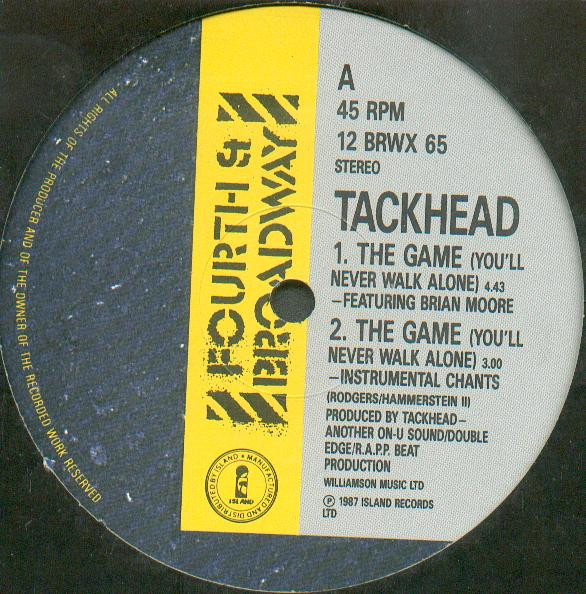 ALL RIGHTS OF THE PRODUCER AND OF THE OWNER OF THE RECORDED WORK RESERVED
FOURTH &
BROADWAY
MANUFACTURED AND DISTRIBUTED BY ISLAND
ISLAND
A
45 RPM
12 BRWX 65
STEREO
TACKHEAD
1. THE GAME (YOU'LL
NEVER WALK ALONE) 4.43
–FEATURING BRIAN MOORE
2. THE GAME (YOU'LL
NEVER WALK ALONE) 3.00
–INSTRUMENTAL CHANTS
(RODGERS/HAMMERSTEIN II)
PRODUCED BY TACKHEAD–
ANOTHER ON-U SOUND/DOUBLE
EDGE/R.A.P.P. BEAT
PRODUCTION
WILLIAMSON MUSIC LTD
℗ 1987 ISLAND RECORDS
LTD